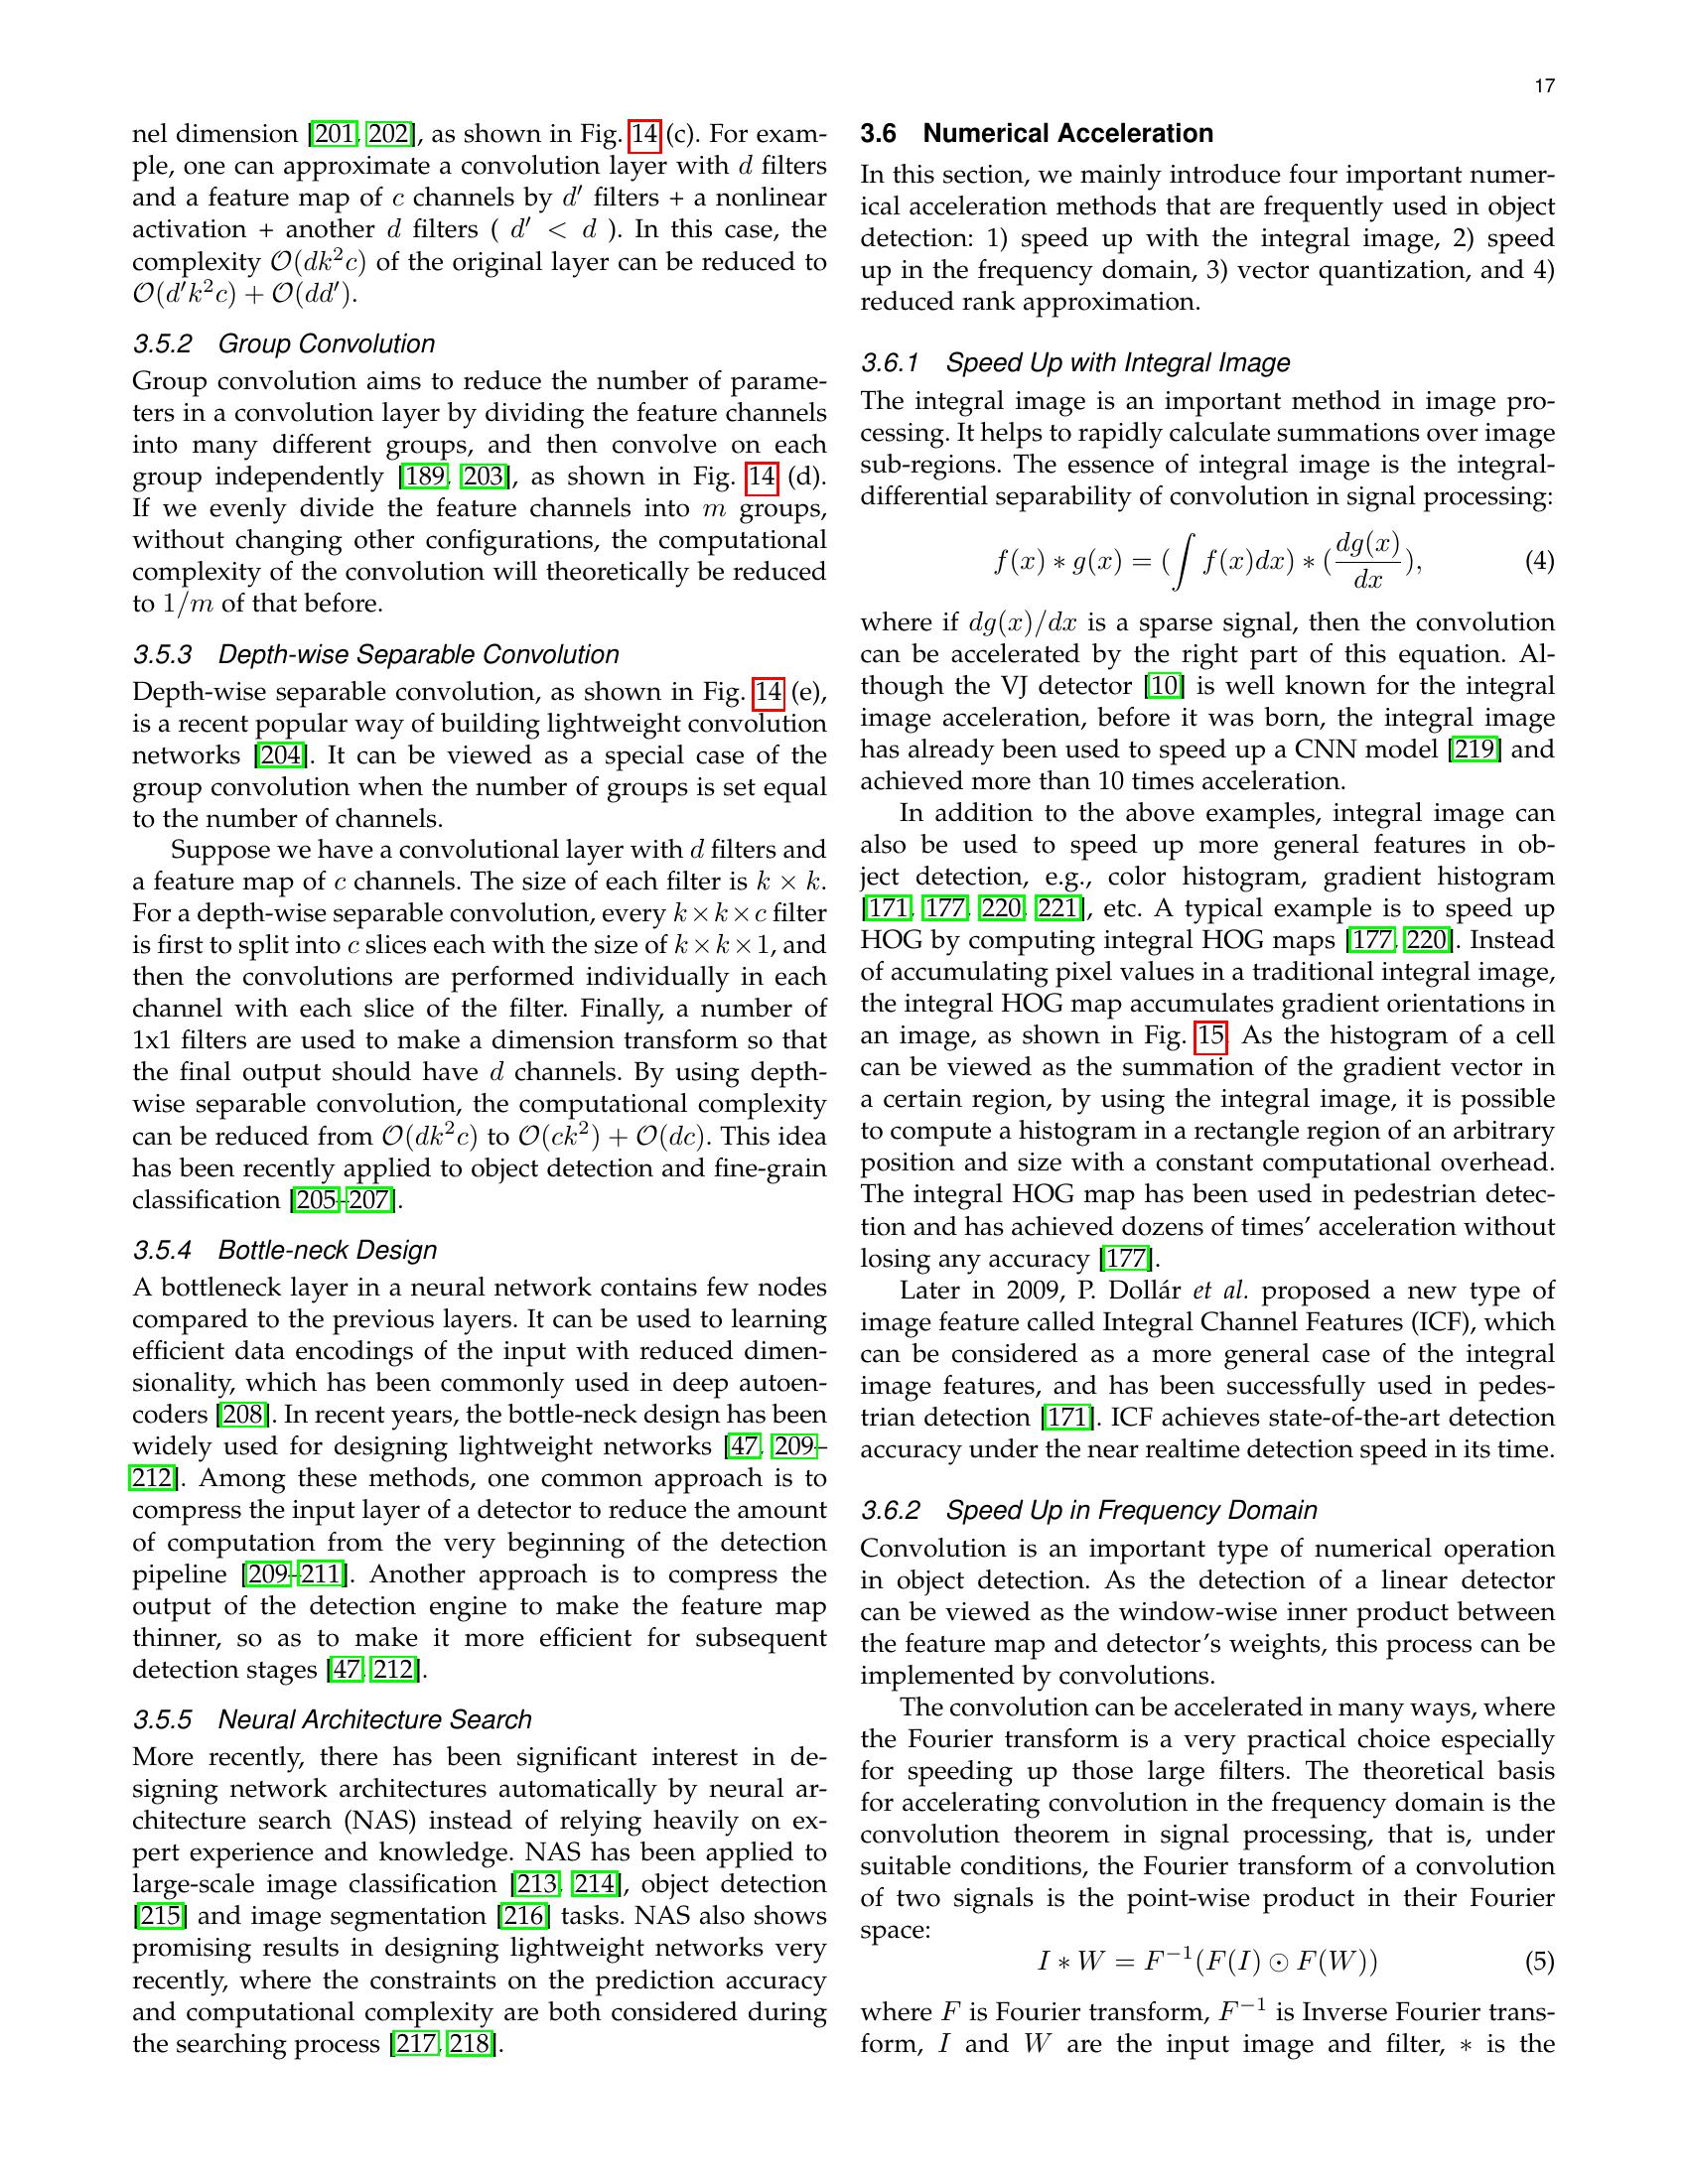 17
nel dimension [201, 202], as shown in Fig. 14 (c). For exam-
ple, one can approximate a convolution layer with d filters
and a feature map of c channels by d′ filters + a nonlinear
activation + another d filters ( d′ < d ). In this case, the
complexity O(dk²c) of the original layer can be reduced to
O(d′k²c) + O(dd′).
3.5.2 Group Convolution
Group convolution aims to reduce the number of parame-
ters in a convolution layer by dividing the feature channels
into many different groups, and then convolve on each
group independently [189, 203], as shown in Fig. 14 (d).
If we evenly divide the feature channels into m groups,
without changing other configurations, the computational
complexity of the convolution will theoretically be reduced
to 1/m of that before.
3.5.3 Depth-wise Separable Convolution
Depth-wise separable convolution, as shown in Fig. 14 (e),
is a recent popular way of building lightweight convolution
networks [204]. It can be viewed as a special case of the
group convolution when the number of groups is set equal
to the number of channels.
Suppose we have a convolutional layer with d filters and
a feature map of c channels. The size of each filter is k × k.
For a depth-wise separable convolution, every k×k×c filter
is first to split into c slices each with the size of k×k×1, and
then the convolutions are performed individually in each
channel with each slice of the filter. Finally, a number of
1x1 filters are used to make a dimension transform so that
the final output should have d channels. By using depth-
wise separable convolution, the computational complexity
can be reduced from O(dk²c) to O(ck²) + O(dc). This idea
has been recently applied to object detection and fine-grain
classification [205–207].
3.5.4 Bottle-neck Design
A bottleneck layer in a neural network contains few nodes
compared to the previous layers. It can be used to learning
efficient data encodings of the input with reduced dimen-
sionality, which has been commonly used in deep autoen-
coders [208]. In recent years, the bottle-neck design has been
widely used for designing lightweight networks [47, 209–
212]. Among these methods, one common approach is to
compress the input layer of a detector to reduce the amount
of computation from the very beginning of the detection
pipeline [209–211]. Another approach is to compress the
output of the detection engine to make the feature map
thinner, so as to make it more efficient for subsequent
detection stages [47, 212].
3.5.5 Neural Architecture Search
More recently, there has been significant interest in de-
signing network architectures automatically by neural ar-
chitecture search (NAS) instead of relying heavily on ex-
pert experience and knowledge. NAS has been applied to
large-scale image classification [213, 214], object detection
[215] and image segmentation [216] tasks. NAS also shows
promising results in designing lightweight networks very
recently, where the constraints on the prediction accuracy
and computational complexity are both considered during
the searching process [217, 218].
3.6 Numerical Acceleration
In this section, we mainly introduce four important numer-
ical acceleration methods that are frequently used in object
detection: 1) speed up with the integral image, 2) speed
up in the frequency domain, 3) vector quantization, and 4)
reduced rank approximation.
3.6.1 Speed Up with Integral Image
The integral image is an important method in image pro-
cessing. It helps to rapidly calculate summations over image
sub-regions. The essence of integral image is the integral-
differential separability of convolution in signal processing:
f(x) ∗ g(x) = (∫ f(x)dx) ∗ (dg(x)/dx), (4)
where if dg(x)/dx is a sparse signal, then the convolution
can be accelerated by the right part of this equation. Al-
though the VJ detector [10] is well known for the integral
image acceleration, before it was born, the integral image
has already been used to speed up a CNN model [219] and
achieved more than 10 times acceleration.
In addition to the above examples, integral image can
also be used to speed up more general features in ob-
ject detection, e.g., color histogram, gradient histogram
[171, 177, 220, 221], etc. A typical example is to speed up
HOG by computing integral HOG maps [177, 220]. Instead
of accumulating pixel values in a traditional integral image,
the integral HOG map accumulates gradient orientations in
an image, as shown in Fig. 15. As the histogram of a cell
can be viewed as the summation of the gradient vector in
a certain region, by using the integral image, it is possible
to compute a histogram in a rectangle region of an arbitrary
position and size with a constant computational overhead.
The integral HOG map has been used in pedestrian detec-
tion and has achieved dozens of times’ acceleration without
losing any accuracy [177].
Later in 2009, P. Dollár et al. proposed a new type of
image feature called Integral Channel Features (ICF), which
can be considered as a more general case of the integral
image features, and has been successfully used in pedes-
trian detection [171]. ICF achieves state-of-the-art detection
accuracy under the near realtime detection speed in its time.
3.6.2 Speed Up in Frequency Domain
Convolution is an important type of numerical operation
in object detection. As the detection of a linear detector
can be viewed as the window-wise inner product between
the feature map and detector’s weights, this process can be
implemented by convolutions.
The convolution can be accelerated in many ways, where
the Fourier transform is a very practical choice especially
for speeding up those large filters. The theoretical basis
for accelerating convolution in the frequency domain is the
convolution theorem in signal processing, that is, under
suitable conditions, the Fourier transform of a convolution
of two signals is the point-wise product in their Fourier
space:
I ∗ W = F⁻¹(F(I) ⊙ F(W)) (5)
where F is Fourier transform, F⁻¹ is Inverse Fourier trans-
form, I and W are the input image and filter, ∗ is the